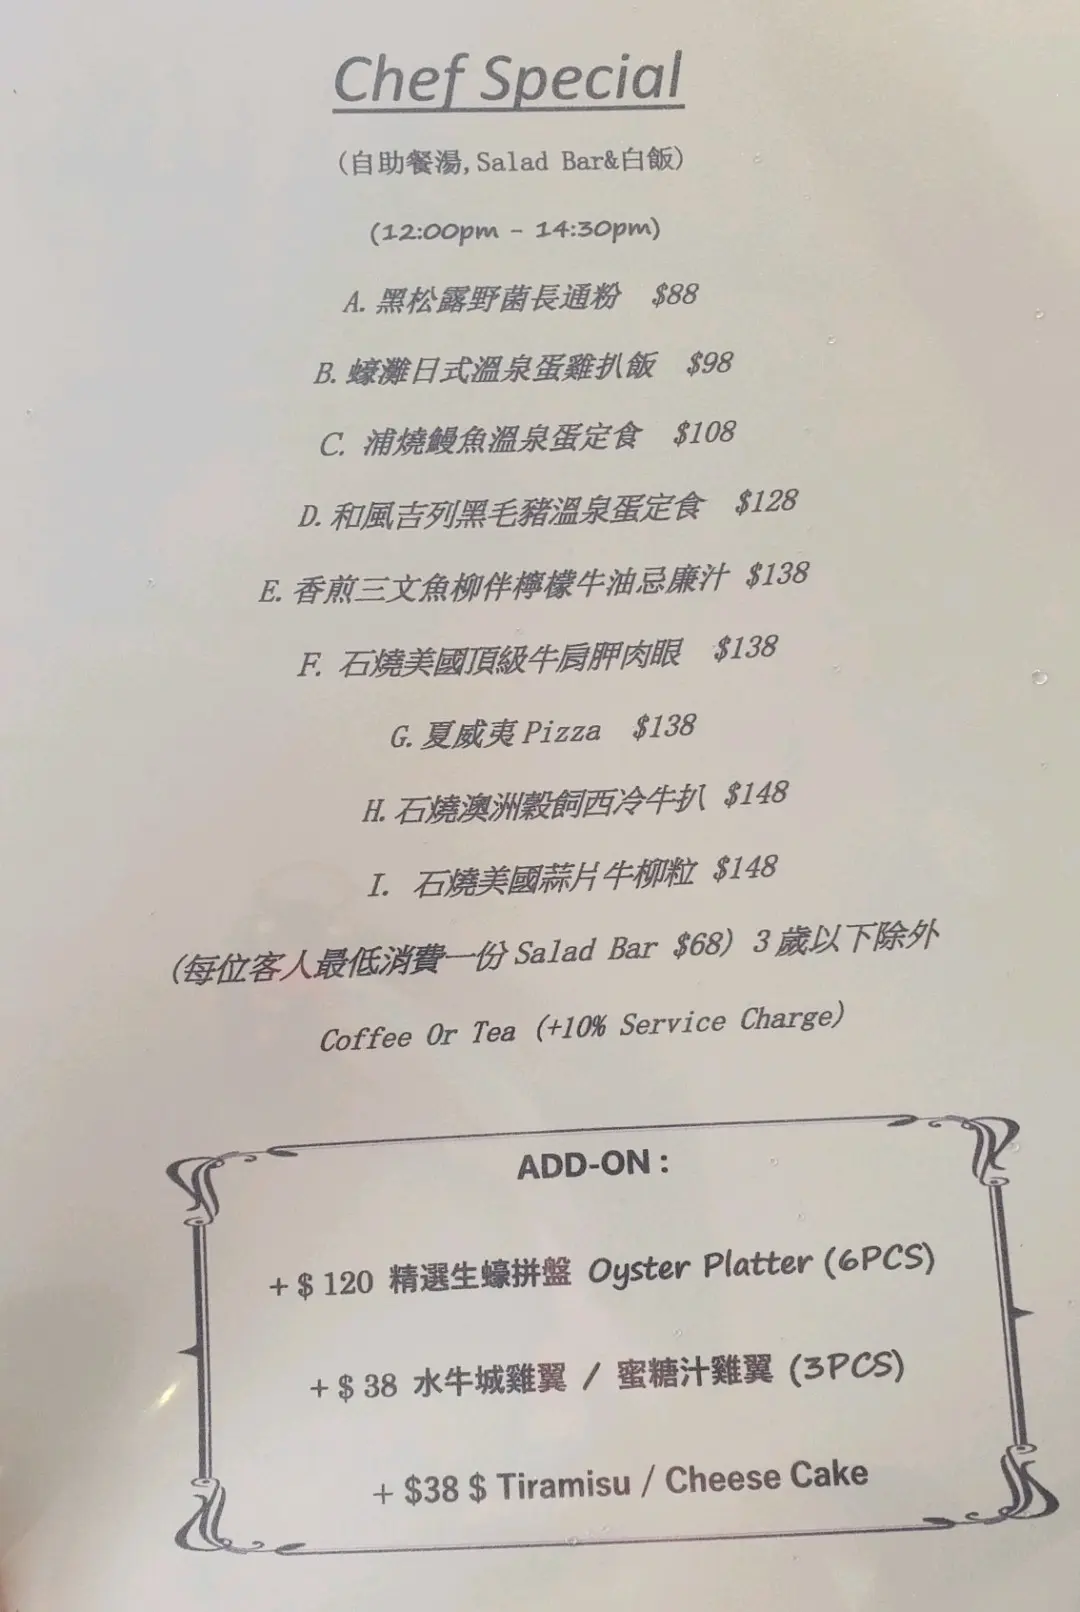 Chef Special
(自助餐湯, Salad Bar&白飯)
(12:00pm - 14:30pm)
A. 黑松露野菌長通粉 $88
B. 蠔灘日式溫泉蛋雞扒飯 $98
C. 浦燒鰻魚溫泉蛋定食 $108
D. 和風吉列黑毛豬溫泉蛋定食 $128
E. 香煎三文魚柳伴檸檬牛油忌廉汁 $138
F. 石燒美國頂級牛肩胛肉眼 $138
G. 夏威夷 Pizza $138
H. 石燒澳洲穀飼西冷牛扒 $148
I. 石燒美國蒜片牛柳粒 $148
(每位客人最低消費一份 Salad Bar $68) 3 歲以下除外
Coffee Or Tea (+10% Service Charge)
ADD-ON :
+ $ 120 精選生蠔拼盤 Oyster Platter (6PCS)
+ $ 38 水牛城雞翼 / 蜜糖汁雞翼 (3PCS)
+ $38 $ Tiramisu / Cheese Cake